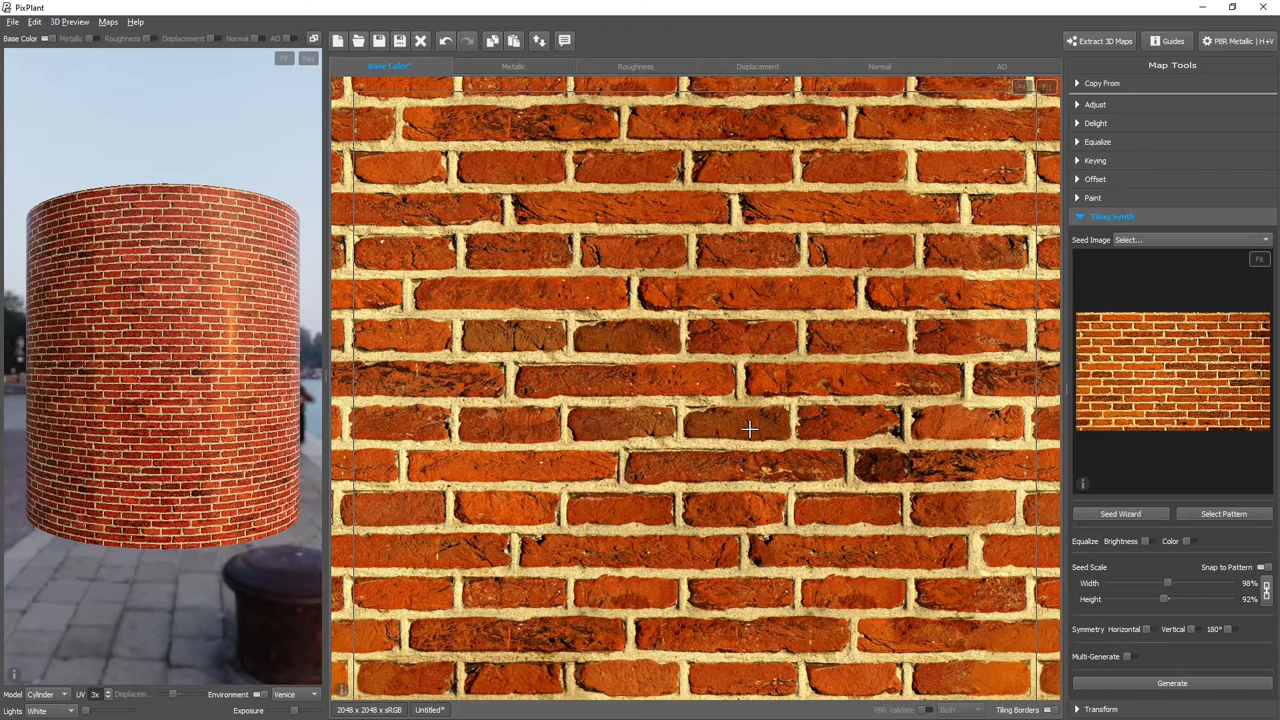 PixPlant
File Edit 3D Preview Maps Help
Base Color Metallic Roughness Displacement Normal AO
Extract 3D Maps Guides PBR Metallic | H+V
Fit Res
Base Color* Metallic Roughness Displacement Normal AO
Map Tools
Copy From
Adjust
Delight
Equalize
Keying
Offset
Paint
Tiling Synth
Seed Image Select...
Fit
Seed Wizard Select Pattern
Equalize Brightness Color
Seed Scale Snap to Pattern
Width 98%
Height 92%
Symmetry Horizontal Vertical 180°
Multi-Generate
Generate
Transform
Model Cylinder UV 3x Displacem... Environment Venice
Lights White Exposure
2048 x 2048 x sRGB Untitled* PBR Validate Both Tiling Borders